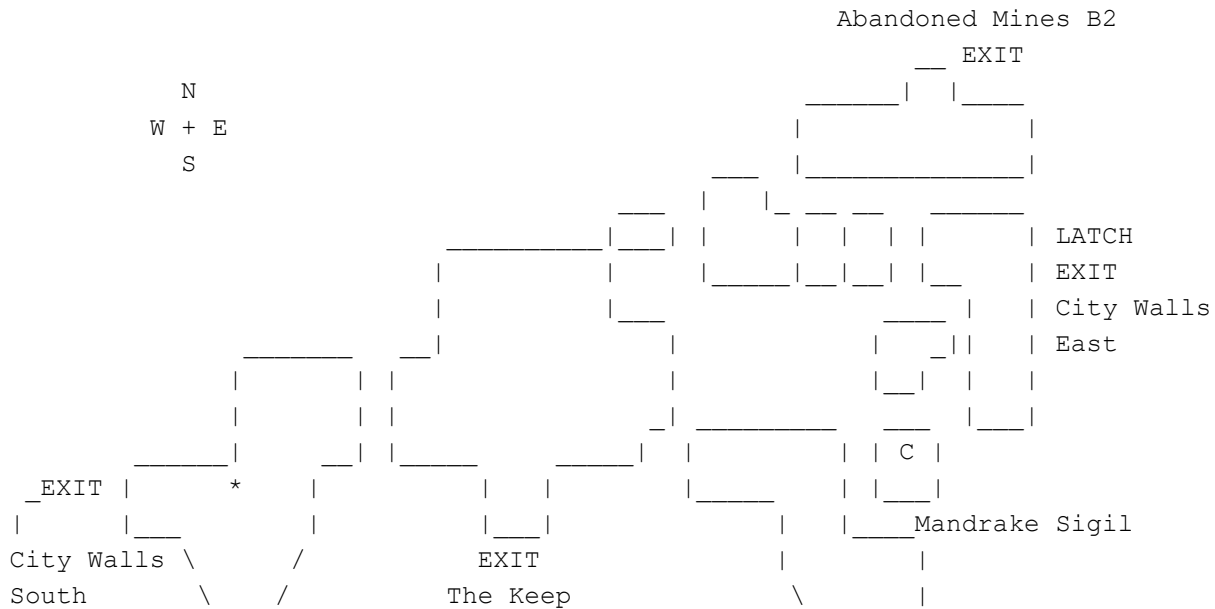 Abandoned Mines B2
EXIT
N
W + E
S
LATCH
EXIT
City Walls
East
C
EXIT
*
Mandrake Sigil
City Walls
EXIT
South
The Keep